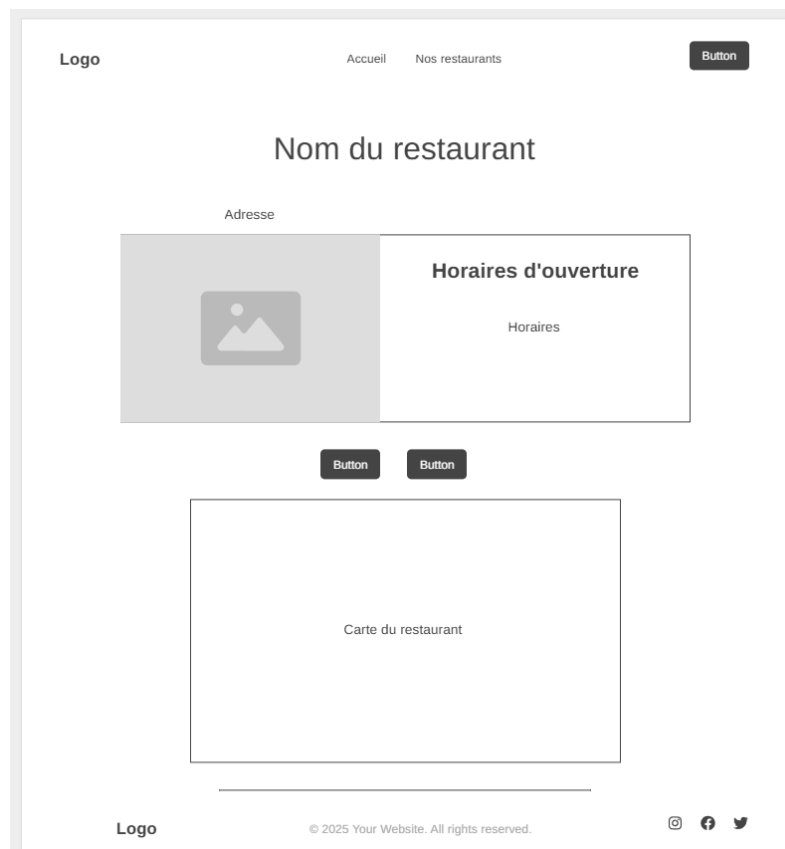 Logo
Accueil
Nos restaurants
Button
Nom du restaurant
Adresse
Horaires d'ouverture
Horaires
Button
Button
Carte du restaurant
Logo
© 2025 Your Website. All rights reserved.